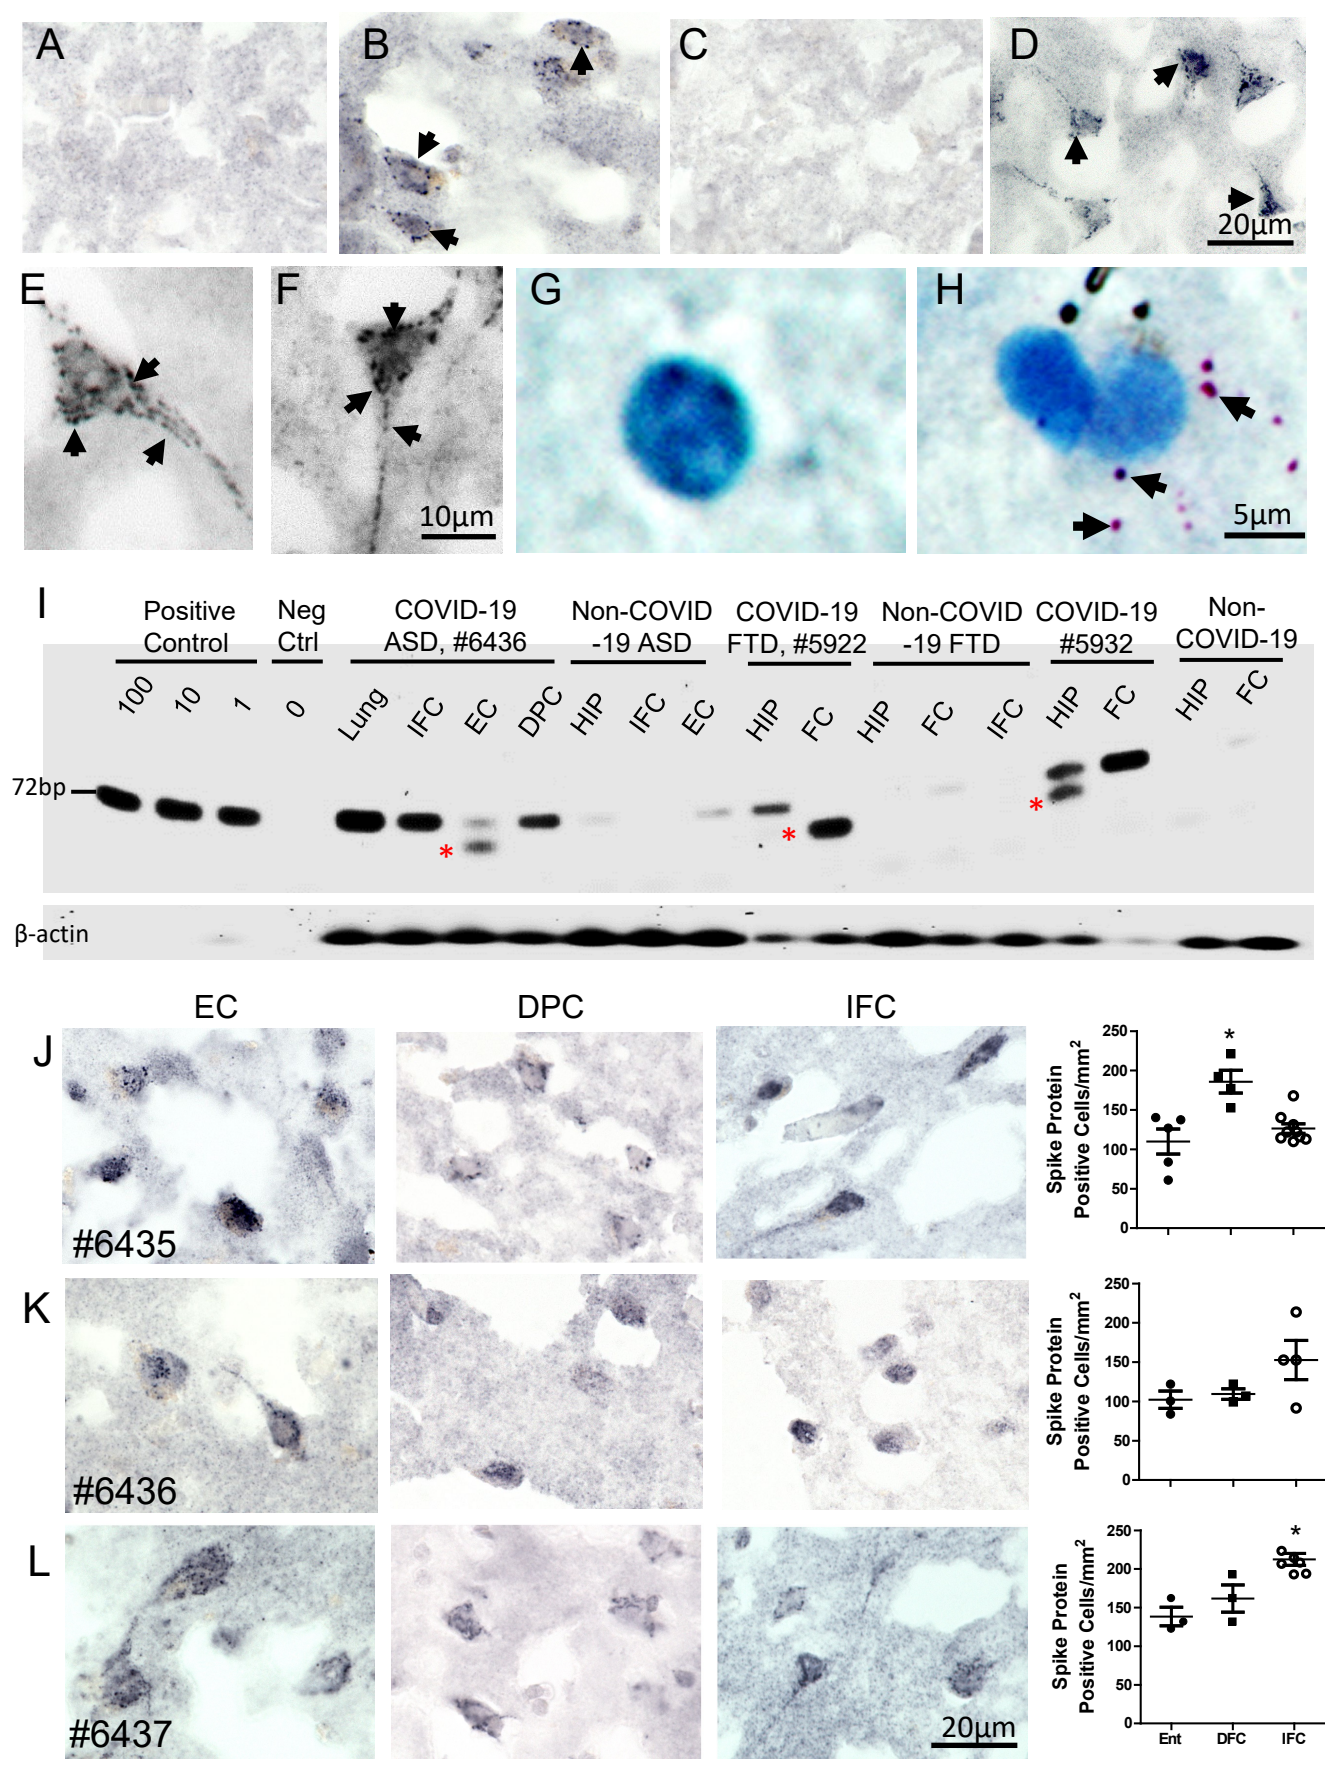 A
B
C
D
20µm
E
F
10µm
G
H
5µm
I
Positive Control
Neg Ctrl
COVID-19 ASD, #6436
Non-COVID -19 ASD
COVID-19 FTD, #5922
Non-COVID -19 FTD
COVID-19 #5932
Non- COVID-19
100 10 1 0 Lung IFC EC DPC HIP IFC EC HIP FC HIP FC IFC HIP FC HIP FC
72bp
*
*
*
β-actin
EC DPC IFC
J
#6435
Spike Protein
Positive Cells/mm2
250
200
150
100
50
0
*
K
#6436
Spike Protein
Positive Cells/mm2
250
200
150
100
50
0
L
#6437
20µm
Spike Protein
Positive Cells/mm2
250
200
150
100
50
0
*
Ent DFC IFC